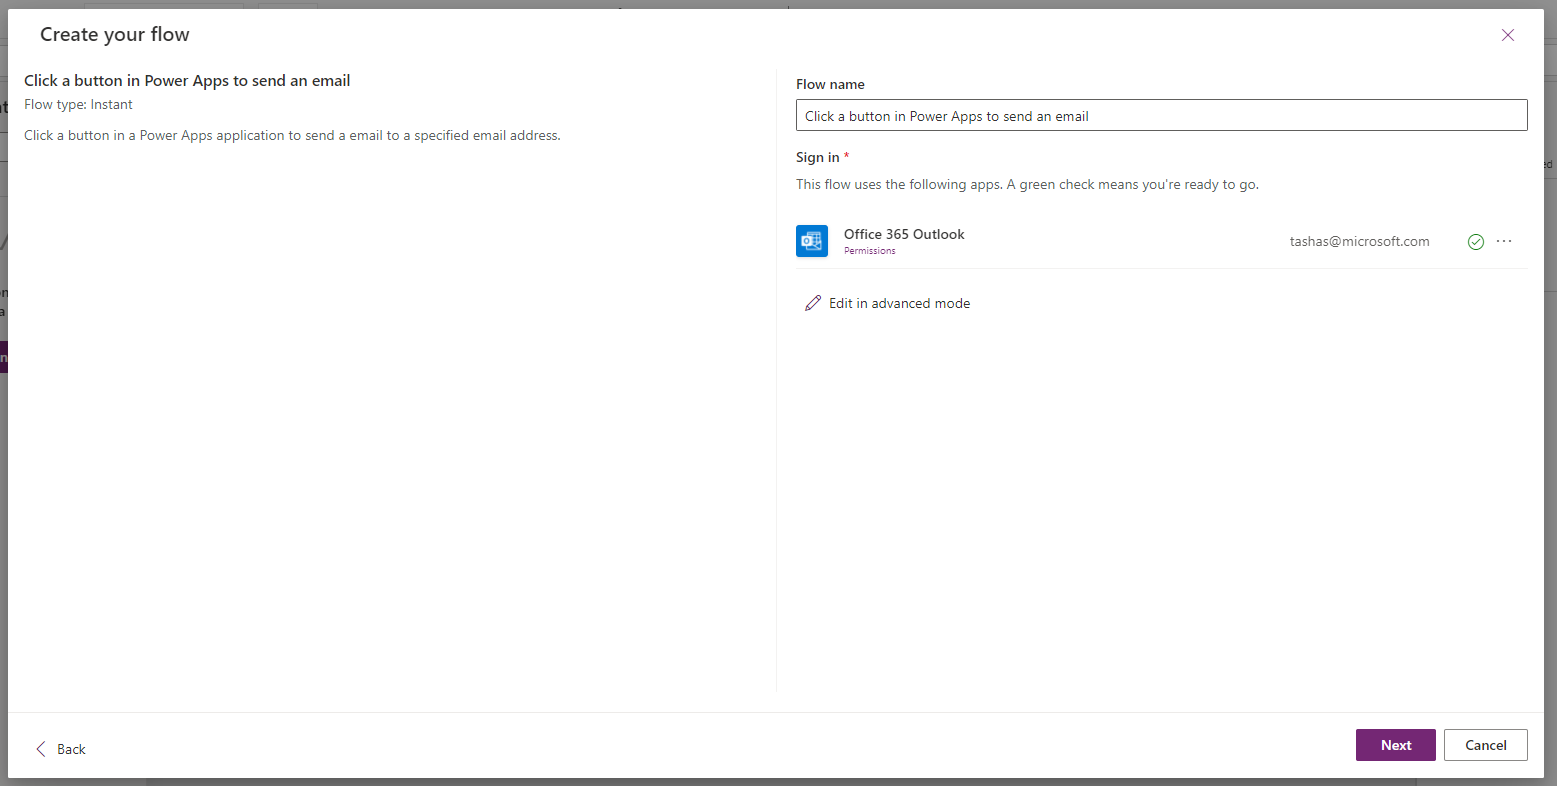 Create your flow
Click a button in Power Apps to send an email
Flow type: Instant
Click a button in a Power Apps application to send a email to a specified email address.
Flow name
Click a button in Power Apps to send an email
Sign in *
This flow uses the following apps. A green check means you're ready to go.
Office 365 Outlook
Permissions
tashas@microsoft.com
Edit in advanced mode
Back
Next
Cancel